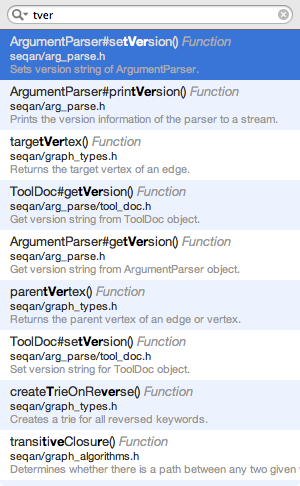 tver
ArgumentParser#setVersion() Function
seqan/arg_parse.h
Sets version string of ArgumentParser.
ArgumentParser#printVersion() Function
seqan/arg_parse.h
Prints the version information of the parser to a stream.
targetVertex() Function
seqan/graph_types.h
Returns the target vertex of an edge.
ToolDoc#getVersion() Function
seqan/arg_parse/tool_doc.h
Get version string from ToolDoc object.
ArgumentParser#getVersion() Function
seqan/arg_parse.h
Get version string from ArgumentParser object.
parentVertex() Function
seqan/graph_types.h
Returns the parent vertex of an edge or vertex.
ToolDoc#setVersion() Function
seqan/arg_parse/tool_doc.h
Set version string for ToolDoc object.
createTrieOnReverse() Function
seqan/graph_types.h
Creates a trie for all reversed keywords.
transitiveClosure() Function
seqan/graph_algorithms.h
Determines whether there is a path between any two given